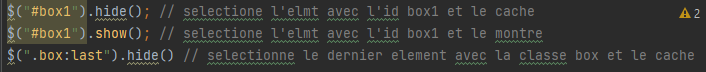 $("#box1").hide(); // selectione l'elmt avec l'id box1 et le cache
$("#box1").show(); // selectione l'elmt avec l'id box1 et le montre
$(".box:last").hide() // selectionne le dernier element avec la classe box et le cache
2